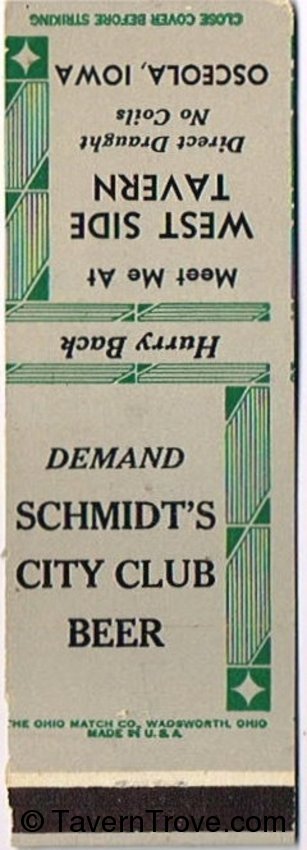 CLOSE COVER BEFORE STRIKING
OSCEOLA, IOWA
No Coils
Direct Draught
TAVERN
WEST SIDE
Meet Me At
Hurry Back
DEMAND
SCHMIDT'S
CITY CLUB
BEER
THE OHIO MATCH CO., WADSWORTH, OHIO
MADE IN U.S.A.
© TavernTrove.com